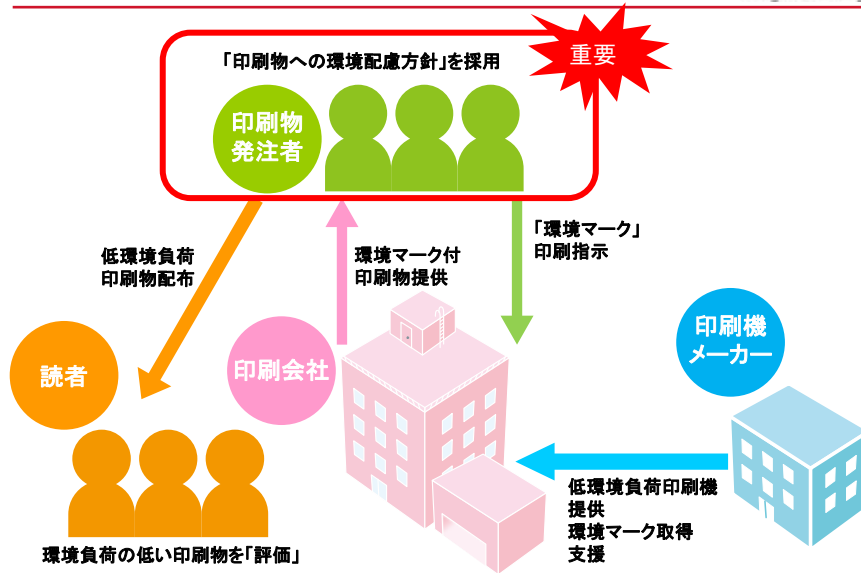 重要
「印刷物への環境配慮方針」を採用
印刷物
発注者
低環境負荷
印刷物配布
環境マーク付
印刷物提供
「環境マーク」
印刷指示
読者
印刷会社
印刷機
メーカー
低環境負荷印刷機
提供
環境マーク取得
支援
環境負荷の低い印刷物を「評価」